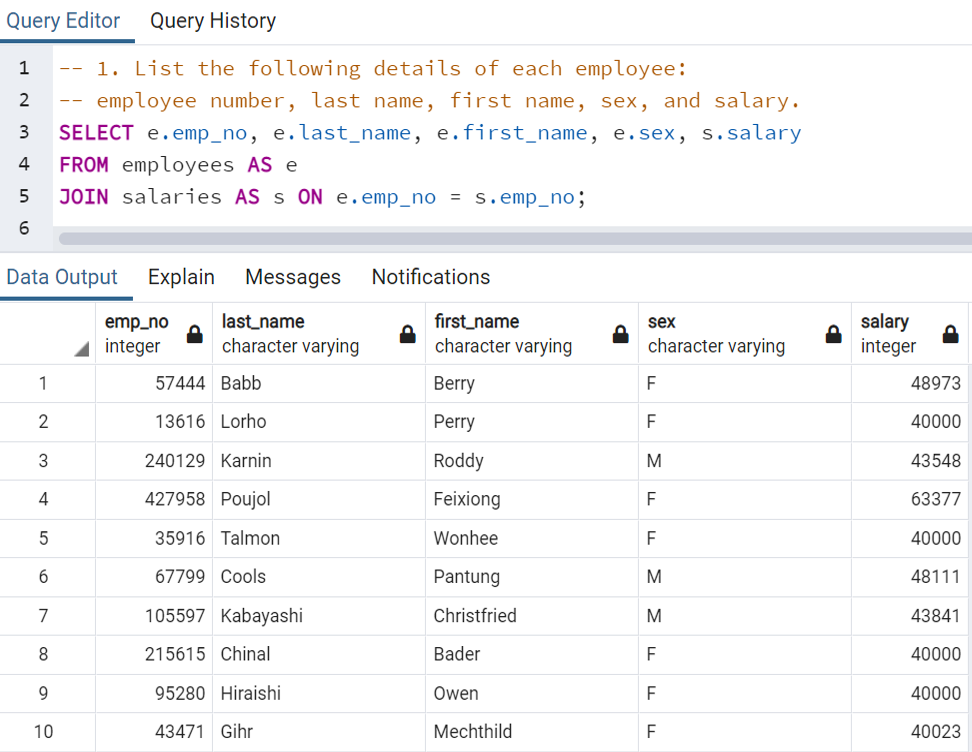 Query Editor Query History
1 -- 1. List the following details of each employee:
2 -- employee number, last name, first name, sex, and salary.
3 SELECT e.emp_no, e.last_name, e.first_name, e.sex, s.salary
4 FROM employees AS e
5 JOIN salaries AS s ON e.emp_no = s.emp_no;
6
Data Output Explain Messages Notifications
emp_no last_name first_name sex salary
integer character varying character varying character varying integer
1 57444 Babb Berry F 48973
2 13616 Lorho Perry F 40000
3 240129 Karnin Roddy M 43548
4 427958 Poujol Feixiong F 63377
5 35916 Talmon Wonhee F 40000
6 67799 Cools Pantung M 48111
7 105597 Kabayashi Christfried M 43841
8 215615 Chinal Bader F 40000
9 95280 Hiraishi Owen F 40000
10 43471 Gihr Mechthild F 40023